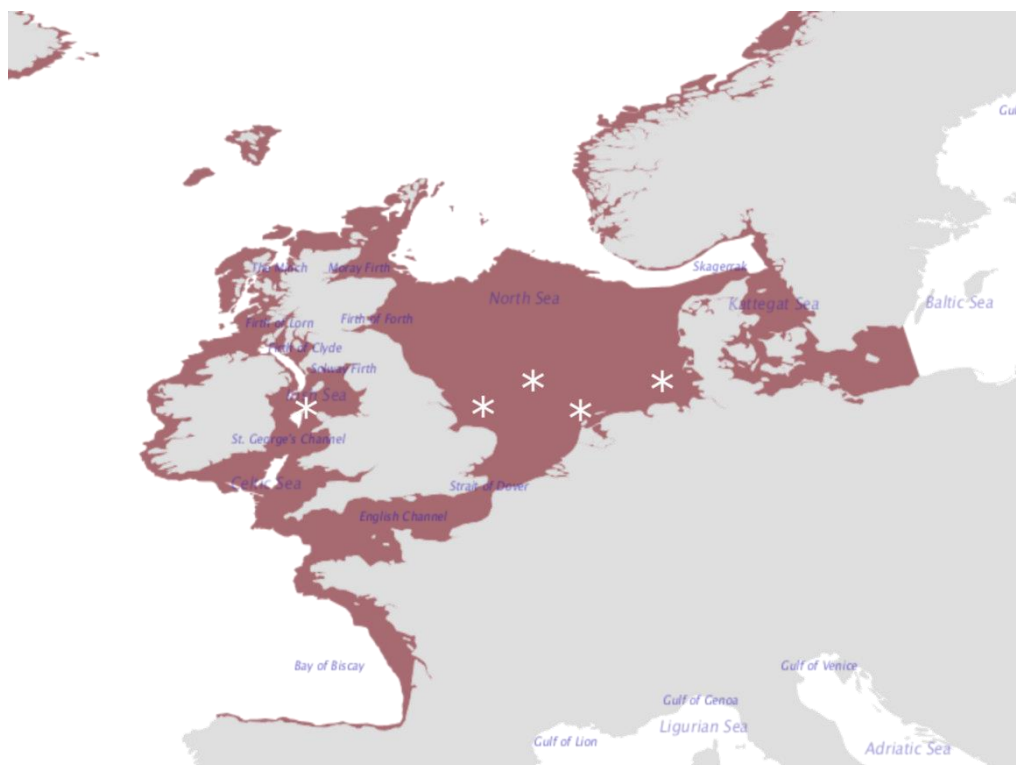 Gul
The Minch
Moray Firth
Skagerrak
North Sea
Kattegat Sea
Baltic Sea
Firth of Lorn
Firth of Forth
Firth of Clyde
Solway Firth
Irish Sea
St. George's Channel
Celtic Sea
Strait of Dover
English Channel
Bay of Biscay
Gulf of Venice
Gulf of Genoa
Ligurian Sea
Gulf of Lion
Adriatic Sea